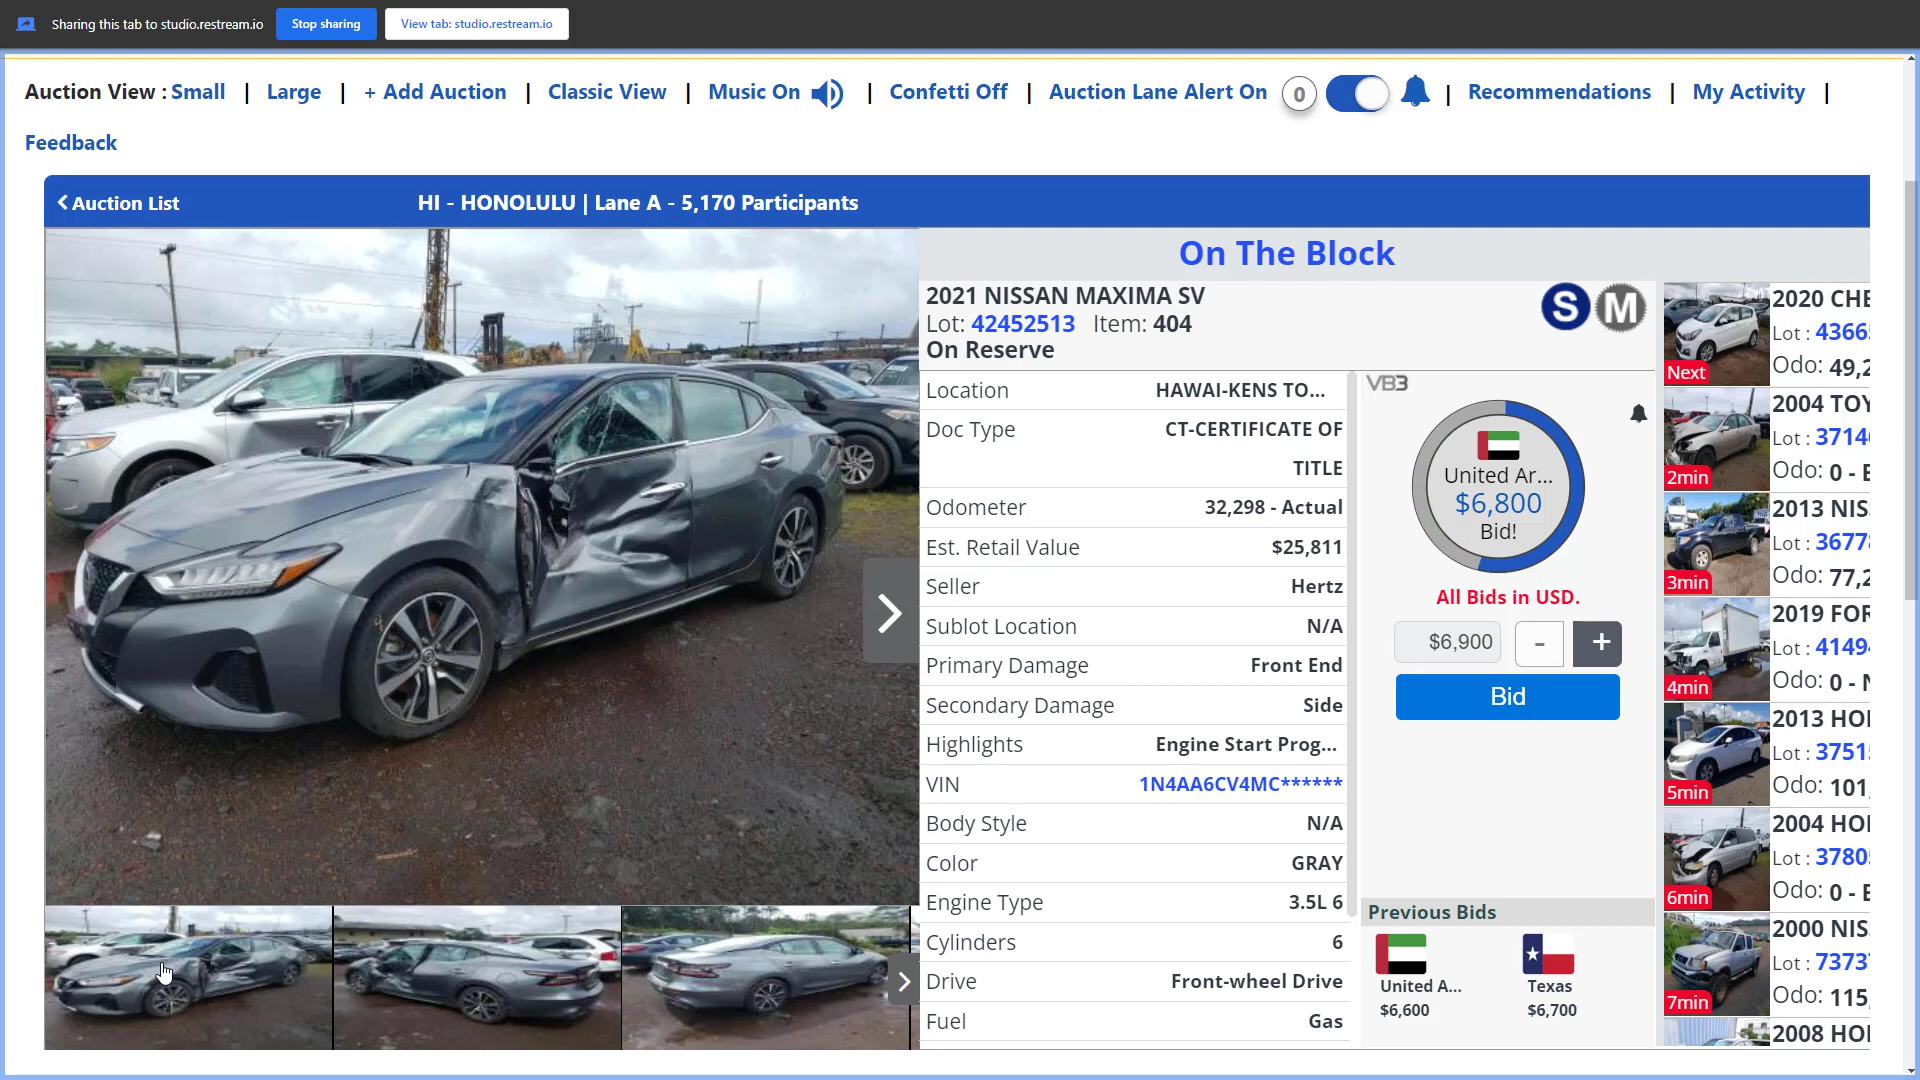 Sharing this tab to studio.restream.io
Stop sharing
View tab: studio.restream.io
Auction View : Small | Large | + Add Auction | Classic View | Music On | Confetti Off | Auction Lane Alert On 0 | Recommendations | My Activity |
Feedback
Auction List
HI - HONOLULU | Lane A - 5,170 Participants
On The Block
2021 NISSAN MAXIMA SV
Lot: 42452513 Item: 404
On Reserve
S M
Location HAWAI-KENS TO...
Doc Type CT-CERTIFICATE OF
TITLE
Odometer 32,298 - Actual
Est. Retail Value $25,811
Seller Hertz
Sublot Location N/A
Primary Damage Front End
Secondary Damage Side
Highlights Engine Start Prog...
VIN 1N4AA6CV4MC******
Body Style N/A
Color GRAY
Engine Type 3.5L 6
Cylinders 6
Drive Front-wheel Drive
Fuel Gas
VB3
United Ar...
$6,800
Bid!
All Bids in USD.
$6,900 - +
Bid
Previous Bids
United A... Texas
$6,600 $6,700
2020 CHE
Lot : 4366
Odo: 49,2
Next
2004 TOY
Lot : 3714
Odo: 0 - E
2min
2013 NIS
Lot : 3677
Odo: 77,2
3min
2019 FOR
Lot : 4149
Odo: 0 - N
4min
2013 HO
Lot : 3751
Odo: 101,
5min
2004 HO
Lot : 3780
Odo: 0 - E
6min
2000 NIS
Lot : 7373
Odo: 115,
7min
2008 HO